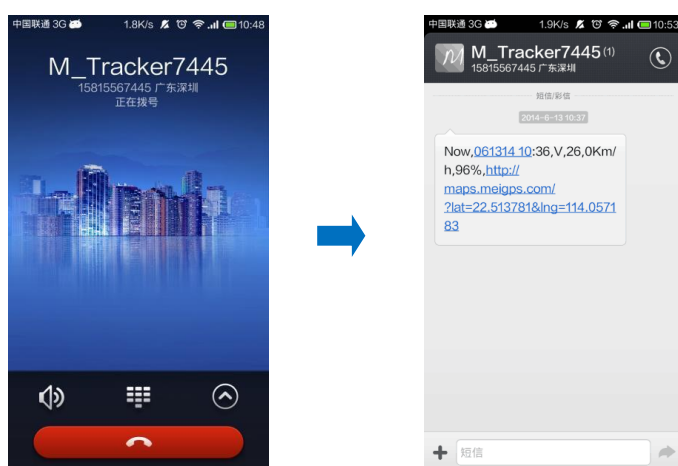 中国联通 3G 1.8K/s 10:48
M_Tracker7445
15815567445 广东深圳
正在拨号
中国联通 3G 1.9K/s 10:53
M_Tracker7445 (1)
15815567445 广东深圳
短信/彩信
2014-6-13 10:37
Now,061314 10:36,V,26,0Km/
h,96%,http://
maps.meigps.com/
?lat=22.513781&lng=114.0571
83
短信